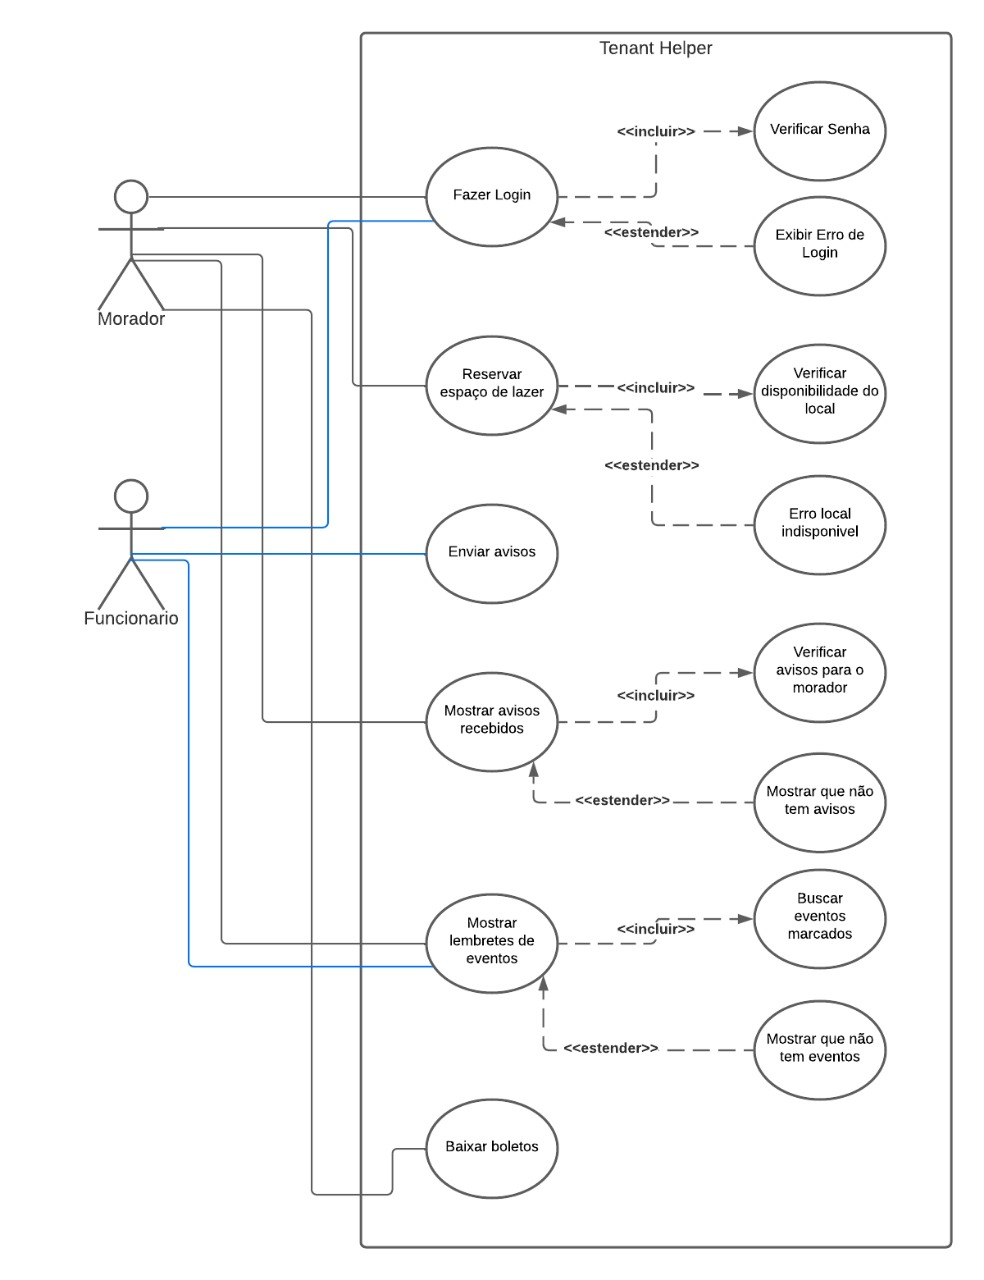 Tenant Helper
<<incluir>>
Verificar Senha
Fazer Login
<<estender>>
Exibir Erro de
Login
Morador
Reservar
espaço de lazer
<<incluir>>
Verificar
disponibilidade do
local
<<estender>>
Erro local
indisponivel
Enviar avisos
Funcionario
Mostrar avisos
recebidos
<<incluir>>
Verificar
avisos para o
morador
<<estender>>
Mostrar que não
tem avisos
Mostrar
lembretes de
eventos
<<incluir>>
Buscar
eventos
marcados
<<estender>>
Mostrar que não
tem eventos
Baixar boletos